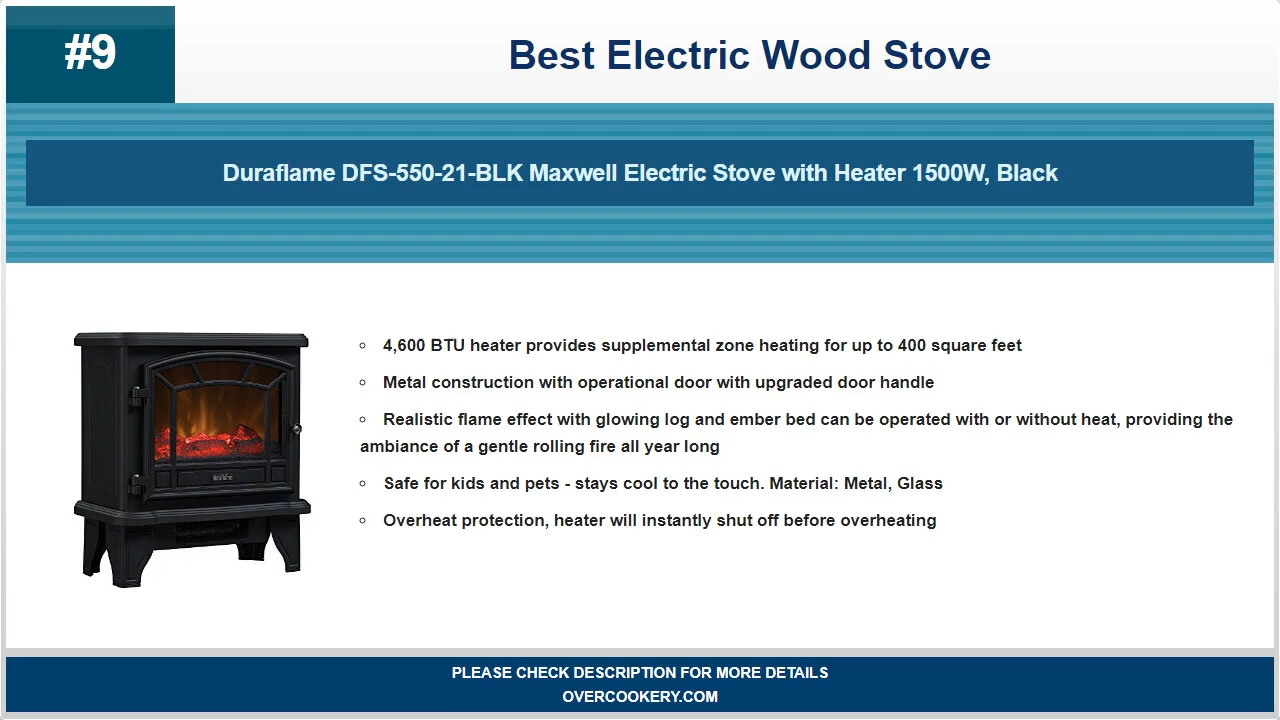 #9
Best Electric Wood Stove
Duraflame DFS-550-21-BLK Maxwell Electric Stove with Heater 1500W, Black
4,600 BTU heater provides supplemental zone heating for up to 400 square feet
Metal construction with operational door with upgraded door handle
Realistic flame effect with glowing log and ember bed can be operated with or without heat, providing the
ambiance of a gentle rolling fire all year long
Safe for kids and pets - stays cool to the touch. Material: Metal, Glass
Overheat protection, heater will instantly shut off before overheating
duraflame
PLEASE CHECK DESCRIPTION FOR MORE DETAILS
OVERCOOKERY.COM